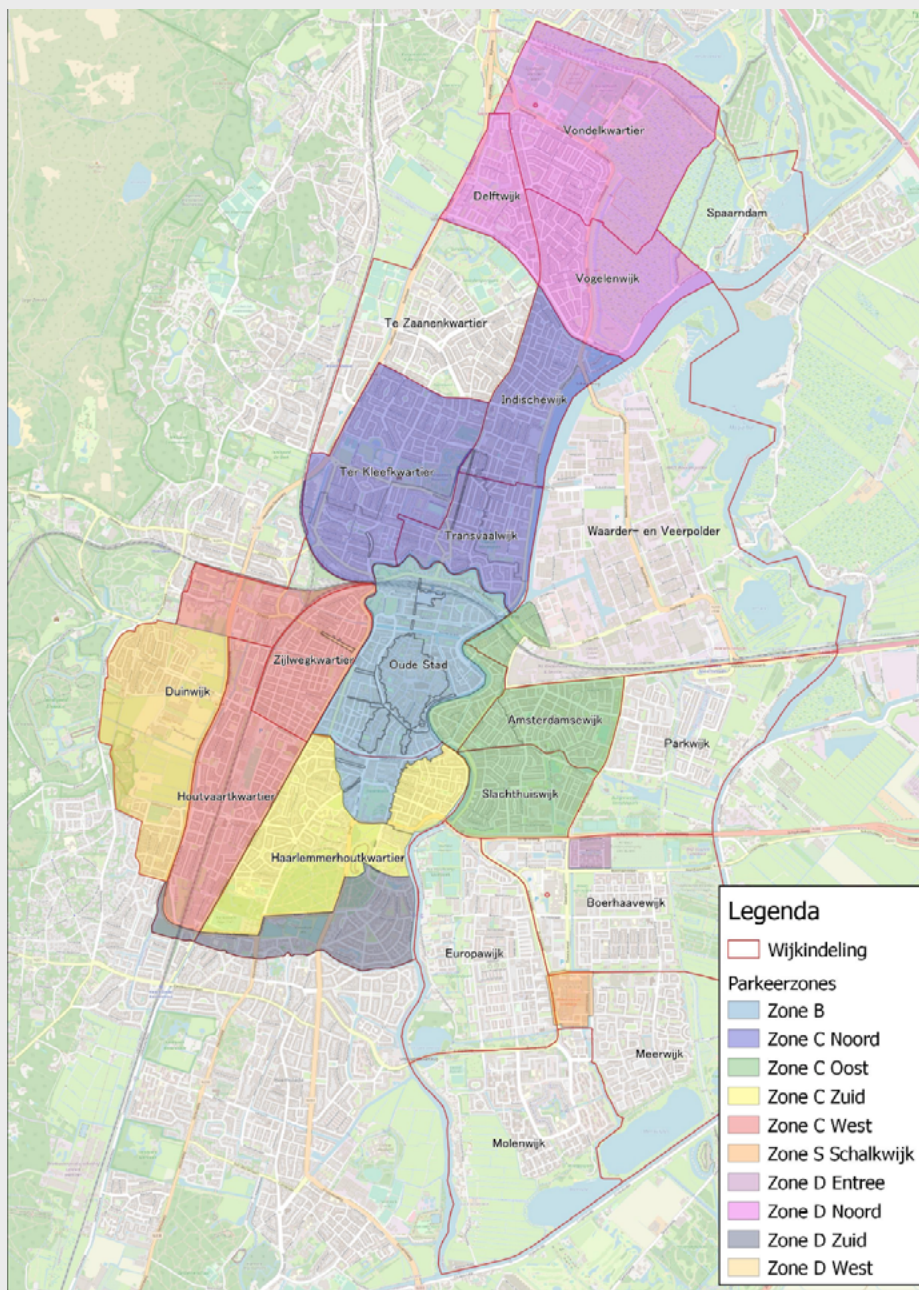 Vondelkwartier
Delftwijk
Spaarndam
Vogelenwijk
Te Zaanenkwartier
Indischewijk
Ter Kleefkwartier
Transvaalwijk
Waarder- en Veerpolder
Zijlwegkwartier
Oude Stad
Duinwijk
Amsterdamsewijk
Parkwijk
Houtvaartkwartier
Slachthuiswijk
Haarlemmerhoutkwartier
Boerhaavewijk
Europawijk
Meerwijk
Molenwijk
Legenda
Wijkindeling
Parkeerzones
Zone B
Zone C Noord
Zone C Oost
Zone C Zuid
Zone C West
Zone S Schalkwijk
Zone D Entree
Zone D Noord
Zone D Zuid
Zone D West